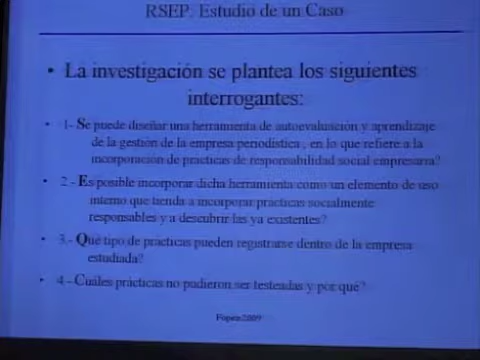 RSEP: Estudio de un Caso
• La investigación se plantea los siguientes
interrogantes:
• 1- Se puede diseñar una herramienta de autoevaluación y aprendizaje
de la gestión de la empresa periodística , en lo que refiere a la
incorporación de prácticas de responsabilidad social empresaria?
• 2.- Es posible incorporar dicha herramienta como un elemento de uso
interno que tienda a incorporar prácticas socialmente
responsables y a descubrir las ya existentes?
• 3.- Qué tipo de prácticas pueden registrarse dentro de la empresa
estudiada?
• 4.- Cuáles prácticas no pudieron ser testeadas y por qué?